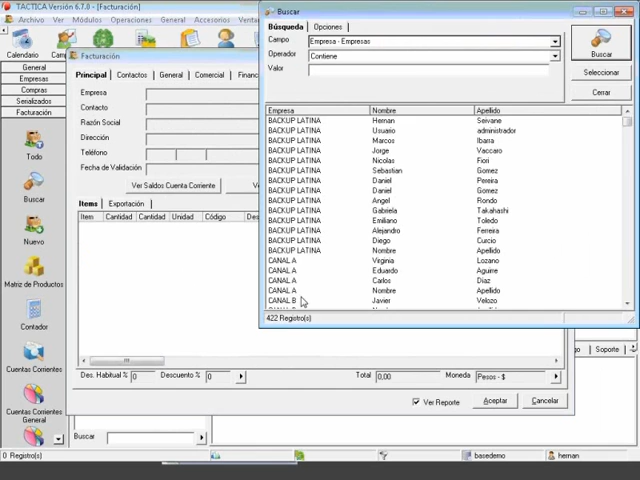 TACTICA Versión 6.7.0 - [Facturación]
Archivo Ver Módulos Operaciones General Accesorios
Calendario
General
Empresas
Compras
Serializados
Facturación
Todo
Buscar
Nuevo
Matriz de Productos
Contador
Cuentas Corrientes
Cuentas Corrientes General
Facturación
Principal Contactos General Comercial Finan
Empresa
Contacto
Razón Social
Dirección
Teléfono
Fecha de Validación
Ver Saldos Cuenta Corriente
Items Exportación
Item Cantidad Cantidad Unidad Código Des
Des. Habitual % 0 Descuento % 0 Total 0,00 Moneda Pesos - $
Ver Reporte Aceptar Cancelar
Buscar
Soporte
0 Registro(s) basedemo hernan
Buscar
Búsqueda Opciones
Campo Empresa - Empresas
Operador Contiene
Valor
Buscar
Seleccionar
Cerrar
Empresa Nombre Apellido
BACKUP LATINA Hernan Seivane
BACKUP LATINA Usuario administrador
BACKUP LATINA Marcos Ibarra
BACKUP LATINA Jorge Vaccaro
BACKUP LATINA Nicolas Fiori
BACKUP LATINA Sebastian Gomez
BACKUP LATINA Daniel Pereira
BACKUP LATINA Daniel Gomez
BACKUP LATINA Angel Rondo
BACKUP LATINA Gabriela Takahashi
BACKUP LATINA Emiliano Toledo
BACKUP LATINA Alejandro Ferreira
BACKUP LATINA Diego Curcio
BACKUP LATINA Nombre Apellido
CANAL A Virginia Lozano
CANAL A Eduardo Aguirre
CANAL A Carlos Diaz
CANAL A Nombre Apellido
CANAL B Javier Velozo
422 Registro(s)